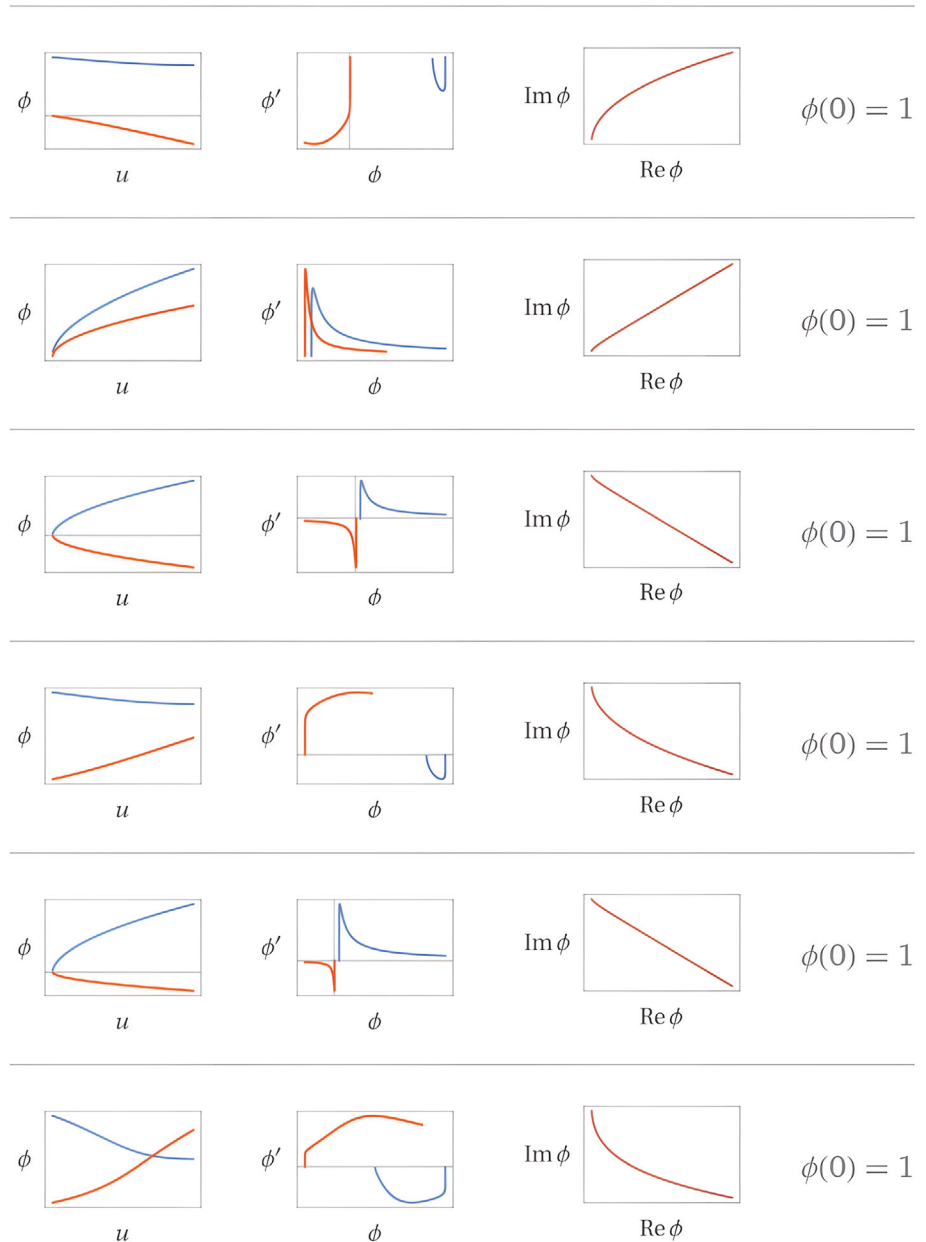 ϕ
u
ϕ′
ϕ
Im ϕ
Re ϕ
ϕ(0) = 1
ϕ
u
ϕ′
ϕ
Im ϕ
Re ϕ
ϕ(0) = 1
ϕ
u
ϕ′
ϕ
Im ϕ
Re ϕ
ϕ(0) = 1
ϕ
u
ϕ′
ϕ
Im ϕ
Re ϕ
ϕ(0) = 1
ϕ
u
ϕ′
ϕ
Im ϕ
Re ϕ
ϕ(0) = 1
ϕ
u
ϕ′
ϕ
Im ϕ
Re ϕ
ϕ(0) = 1